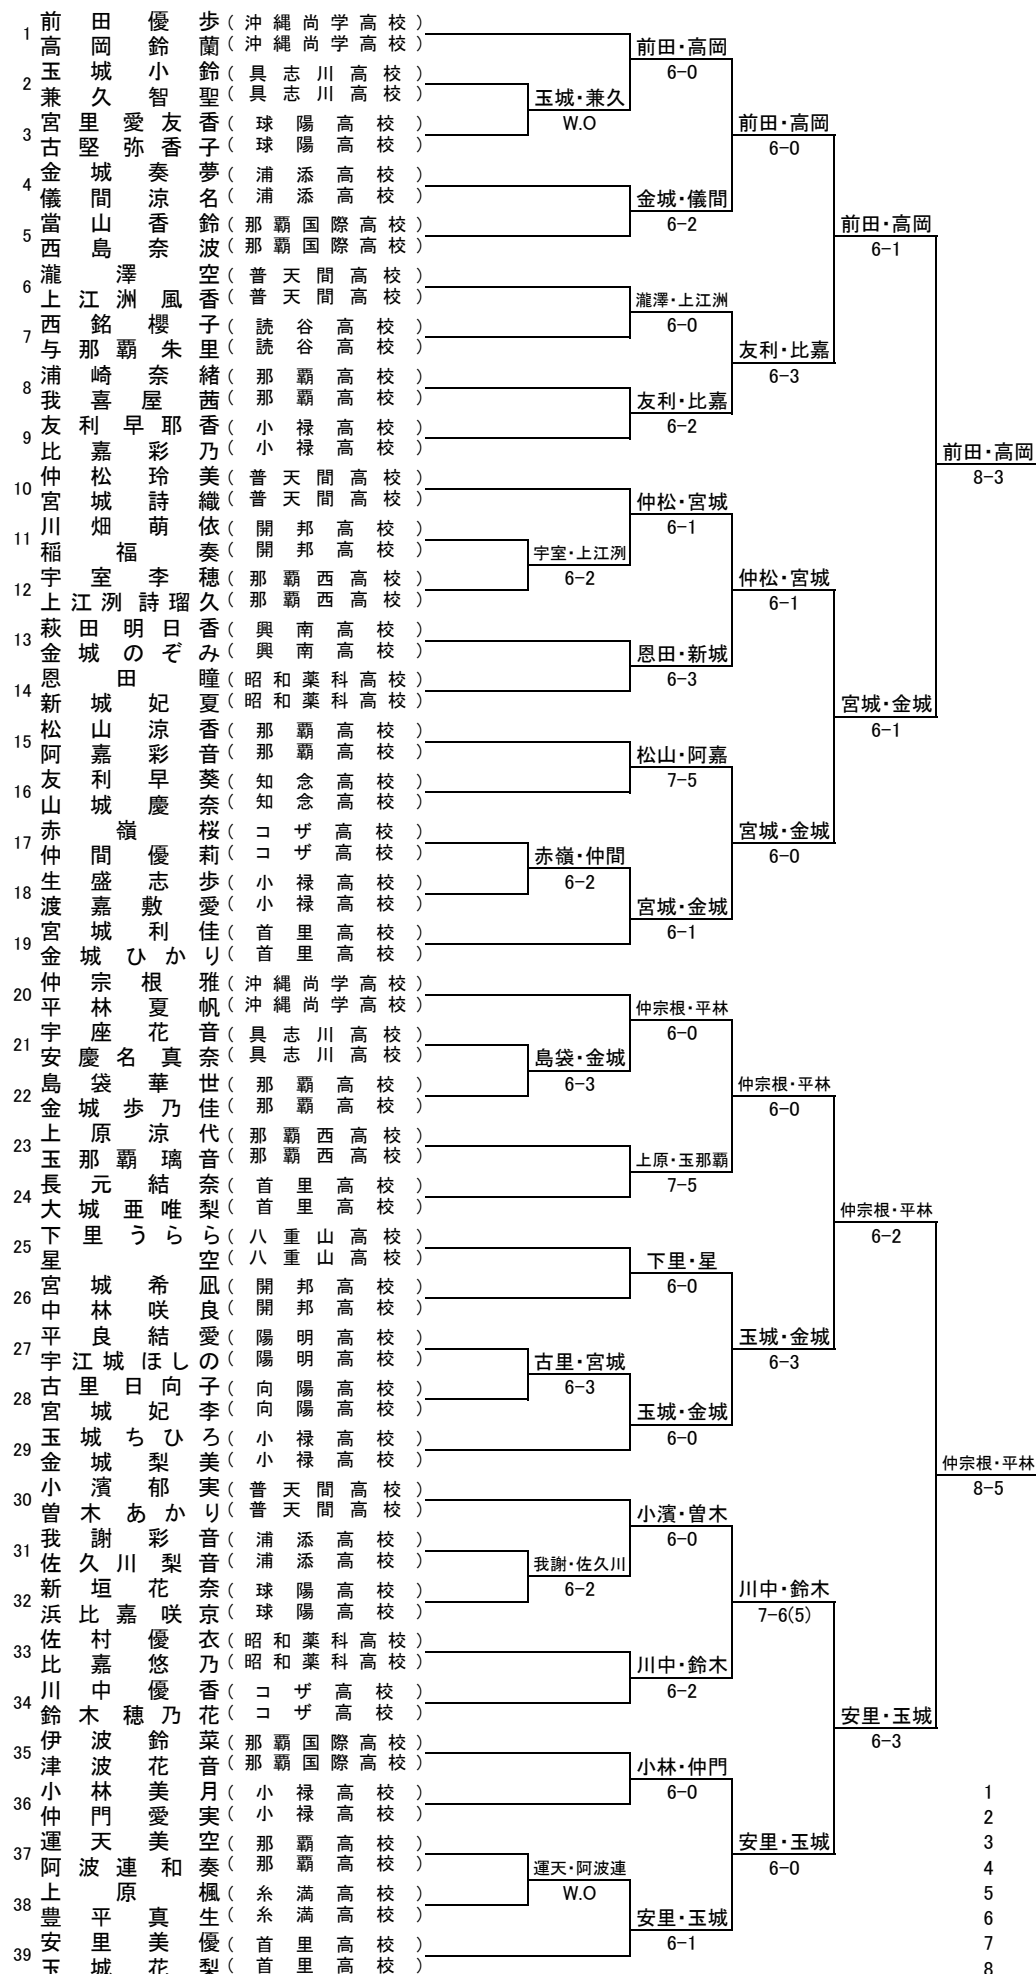 1 前田優歩 (沖縄尚学高校)
高岡鈴蘭 (沖縄尚学高校)
2 玉城小鈴 (具志川高校)
兼久智聖 (具志川高校)
3 宮里愛友香 (球陽高校)
古堅弥香子 (球陽高校)
4 金城奏夢 (浦添高校)
儀間涼名 (浦添高校)
5 當山香鈴 (那覇国際高校)
西島奈波 (那覇国際高校)
6 瀧澤空 (普天間高校)
上江洲風香 (普天間高校)
7 西銘櫻子 (読谷高校)
与那覇朱里 (読谷高校)
8 浦崎奈緒 (那覇高校)
我喜屋茜 (那覇高校)
9 友利早耶香 (小禄高校)
比嘉彩乃 (小禄高校)
10 仲松玲美 (普天間高校)
宮城詩織 (普天間高校)
11 川畑萌依 (開邦高校)
稲福奏 (開邦高校)
12 宇室李穂 (那覇西高校)
上江洌詩瑠久 (那覇西高校)
13 萩田明日香 (興南高校)
金城のぞみ (興南高校)
14 恩田瞳 (昭和薬科高校)
新城妃夏 (昭和薬科高校)
15 松山涼香 (那覇高校)
阿嘉彩音 (那覇高校)
16 友利早葵 (知念高校)
山城慶奈 (知念高校)
17 赤嶺桜 (コザ高校)
仲間優莉 (コザ高校)
18 生盛志歩 (小禄高校)
渡嘉敷愛 (小禄高校)
19 宮城利佳 (首里高校)
金城ひかり (首里高校)
20 仲宗根雅 (沖縄尚学高校)
平林夏帆 (沖縄尚学高校)
21 宇座花音 (具志川高校)
安慶名真奈 (具志川高校)
22 島袋華世 (那覇高校)
金城歩乃佳 (那覇高校)
23 上原涼代 (那覇西高校)
玉那覇璃音 (那覇西高校)
24 長元結奈 (首里高校)
大城亜唯梨 (首里高校)
25 下里うらら (八重山高校)
星空 (八重山高校)
26 宮城希凪 (開邦高校)
中林咲良 (開邦高校)
27 平良結愛 (陽明高校)
宇江城ほしの (陽明高校)
28 古里日向子 (向陽高校)
宮城妃李 (向陽高校)
29 玉城ちひろ (小禄高校)
金城梨美 (小禄高校)
30 小濱郁実 (普天間高校)
曽木あかり (普天間高校)
31 我謝彩音 (浦添高校)
佐久川梨音 (浦添高校)
32 新垣花奈 (球陽高校)
浜比嘉咲京 (球陽高校)
33 佐村優衣 (昭和薬科高校)
比嘉悠乃 (昭和薬科高校)
34 川中優香 (コザ高校)
鈴木穂乃花 (コザ高校)
35 伊波鈴菜 (那覇国際高校)
津波花音 (那覇国際高校)
36 小林美月 (小禄高校)
仲門愛実 (小禄高校)
37 運天美空 (那覇高校)
阿波連和奏 (那覇高校)
38 上原楓 (糸満高校)
豊平真生 (糸満高校)
39 安里美優 (首里高校)
玉城花梨 (首里高校)
玉城・兼久
W.O
宇室・上江洌
6-2
赤嶺・仲間
6-2
島袋・金城
6-3
古里・宮城
6-3
我謝・佐久川
6-2
運天・阿波連
W.O
前田・高岡
6-0
金城・儀間
6-2
瀧澤・上江洲
6-0
友利・比嘉
6-2
仲松・宮城
6-1
恩田・新城
6-3
松山・阿嘉
7-5
宮城・金城
6-1
仲宗根・平林
6-0
上原・玉那覇
7-5
下里・星
6-0
玉城・金城
6-0
小濱・曽木
6-0
川中・鈴木
6-2
小林・仲門
6-0
安里・玉城
6-1
前田・高岡
6-0
友利・比嘉
6-3
仲松・宮城
6-1
宮城・金城
6-0
仲宗根・平林
6-0
玉城・金城
6-3
川中・鈴木
7-6(5)
安里・玉城
6-0
前田・高岡
6-1
宮城・金城
6-1
仲宗根・平林
6-2
安里・玉城
6-3
前田・高岡
8-3
仲宗根・平林
8-5
1
2
3
4
5
6
7
8